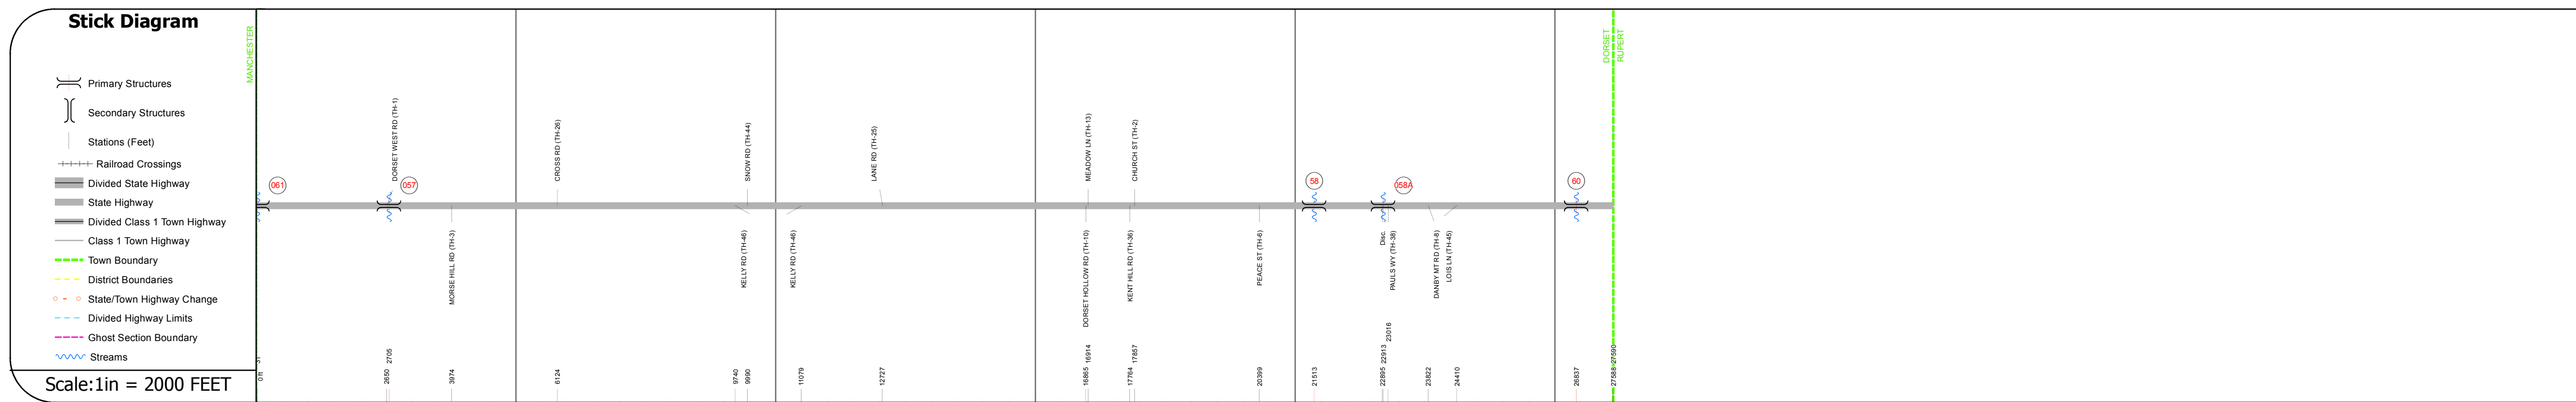 Stick Diagram
Primary Structures
Secondary Structures
Stations (Feet)
Railroad Crossings
Divided State Highway
State Highway
Divided Class 1 Town Highway
Class 1 Town Highway
Town Boundary
District Boundaries
State/Town Highway Change
Divided Highway Limits
Ghost Section Boundary
Streams
Scale:1in = 2000 FEET
MANCHESTER
DORSET
RUPERT
DORSET WEST RD (TH-1)
CROSS RD (TH-26)
SNOW RD (TH-44)
LANE RD (TH-25)
MEADOW LN (TH-13)
CHURCH ST (TH-2)
061
057
58
058A
60
MORSE HILL RD (TH-3)
KELLY RD (TH-46)
KELLY RD (TH-46)
DORSET HOLLOW RD (TH-10)
KENT HILL RD (TH-36)
PEACE ST (TH-6)
Disc.
PAULS WY (TH-38)
DANBY MT RD (TH-8)
LOIS LN (TH-45)
0 ft
2650
2705
3974
6124
9740
9990
11079
12727
16865
16914
17764
17857
20399
21513
22895
22913
23016
23822
24410
26837
27588
27590